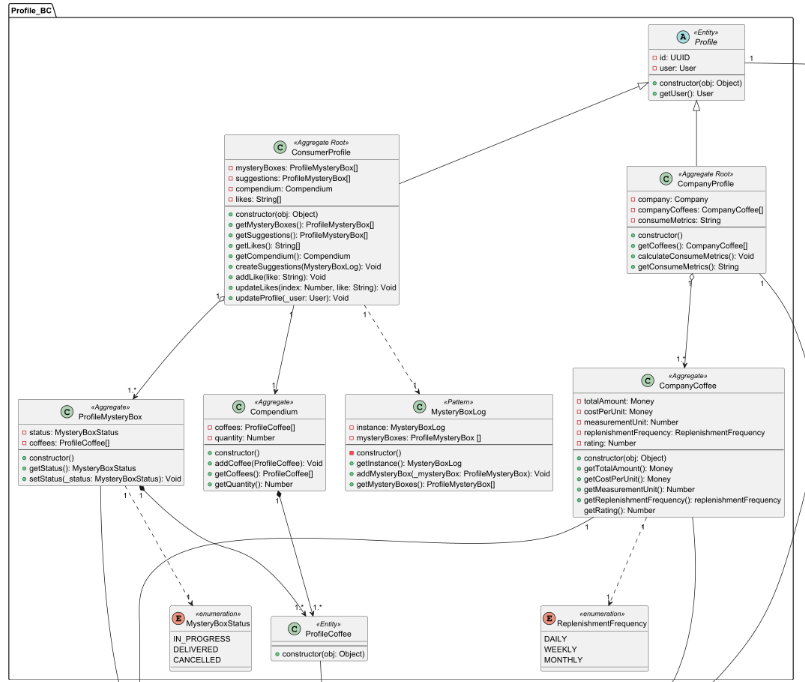 Profile_BC
A
«Entity»
Profile
id: UUID
user: User
constructor(obj: Object)
getUser(): User
1
C
«Aggregate Root»
ConsumerProfile
mysteryBoxes: ProfileMysteryBox[]
suggestions: ProfileMysteryBox[]
compendium: Compendium
likes: String[]
constructor(obj: Object)
getMysteryBoxes(): ProfileMysteryBox[]
getSuggestions(): ProfileMysteryBox[]
getLikes(): String[]
getCompendium(): Compendium
createSuggestions(MysteryBoxLog): Void
addLike(like: String): Void
updateLikes(index: Number, like: String): Void
updateProfile(_user: User): Void
C
«Aggregate Root»
CompanyProfile
company: Company
companyCoffees: CompanyCoffee[]
consumeMetrics: String
constructor()
getCoffees(): CompanyCoffee[]
calculateConsumeMetrics(): Void
getConsumeMetrics(): String
1
1
1
1
1
1..*
1
1
1..*
C
«Aggregate»
ProfileMysteryBox
status: MysteryBoxStatus
coffees: ProfileCoffee[]
constructor()
getStatus(): MysteryBoxStatus
setStatus(_status: MysteryBoxStatus): Void
C
«Aggregate»
Compendium
coffees: ProfileCoffee[]
quantity: Number
constructor()
addCoffee(ProfileCoffee): Void
getCoffees(): ProfileCoffee[]
getQuantity(): Number
C
«Pattern»
MysteryBoxLog
instance: MysteryBoxLog
mysteryBoxes: ProfileMysteryBox []
constructor()
getInstance(): MysteryBoxLog
addMysteryBox(_mysteryBox: ProfileMysteryBox): Void
getMysteryBoxes(): ProfileMysteryBox[]
C
«Aggregate»
CompanyCoffee
totalAmount: Money
costPerUnit: Money
measurementUnit: Number
replenishmentFrequency: ReplenishmentFrequency
rating: Number
constructor(obj: Object)
getTotalAmount(): Money
getCostPerUnit(): Money
getMeasurementUnit(): Number
getReplenishmentFrequency(): replenishmentFrequency
getRating(): Number
1
1
1
1
1
1
1..*
1..*
1
E
«enumeration»
MysteryBoxStatus
IN_PROGRESS
DELIVERED
CANCELLED
C
«Entity»
ProfileCoffee
constructor(obj: Object)
E
«enumeration»
ReplenishmentFrequency
DAILY
WEEKLY
MONTHLY